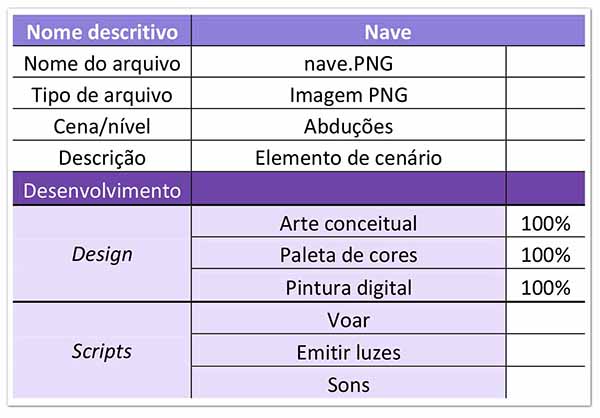 Nome descritivo Nave
Nome do arquivo nave.PNG
Tipo de arquivo Imagem PNG
Cena/nível Abduções
Descrição Elemento de cenário
Desenvolvimento
Arte conceitual 100%
Design Paleta de cores 100%
Pintura digital 100%
Voar
Scripts Emitir luzes
Sons